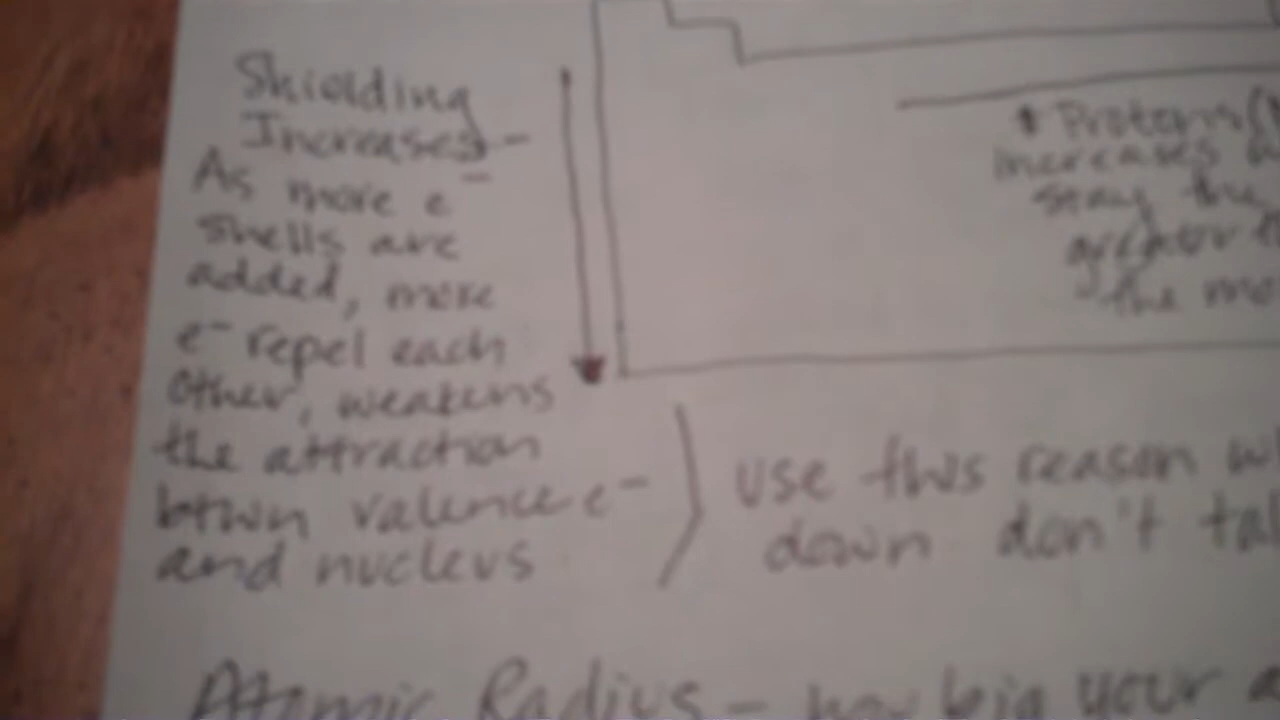 Shielding
Increases-
As more e⁻
shells are
added, more
e⁻ repel each
other, weakens
the attraction
btwn valence e⁻
and nucleus
Protons
increases
stay the
greater
the
use this reason
down don't
Atomic Radius - how big your